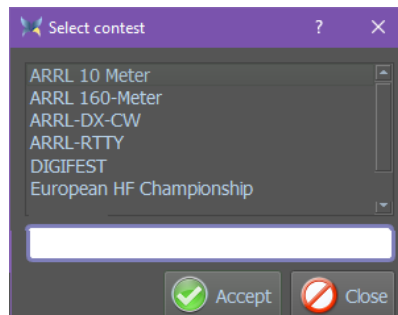 Select contest
?
ARRL 10 Meter
ARRL 160-Meter
ARRL-DX-CW
ARRL-RTTY
DIGIFEST
European HF Championship
Accept
Close